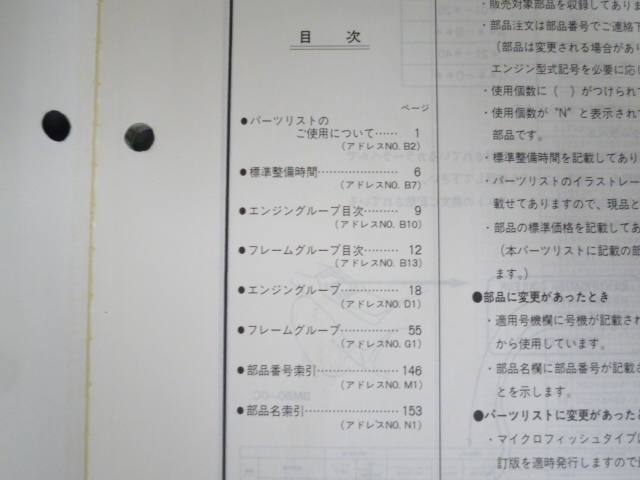 目 次
ページ
●パーツリストの
ご使用について…… 1
(アドレスNO. B2)
●標準整備時間……………… 6
(アドレスNO. B7)
●エンジングループ目次……… 9
(アドレスNO. B10)
●フレームグループ目次……… 12
(アドレスNO. B13)
●エンジングループ…………… 18
(アドレスNO. D1)
●フレームグループ…………… 55
(アドレスNO. G1)
●部品番号索引……………… 146
(アドレスNO. M1)
●部品名索引………………… 153
(アドレスNO. N1)
・販売対象部品を収録してありま
・部品注文は部品番号でご連絡下
(部品は変更される場合があり
エンジン型式記号を必要に応じ
・使用個数に( )がつけられて
・使用個数が "N" と表示されて
部品です。
・標準整備時間を記載してあり
・パーツリストのイラストレー
載せてありますので、現品と
・部品の標準価格を記載してあ
(本パーツリストに記載の部
ます。)
●部品に変更があったとき
・適用号機欄に号機が記載され
から使用しています。
・部品名欄に部品番号が記載さ
とを示します。
●パーツリストに変更があったと
・マイクロフィッシュタイプに
訂版を適時発行しますので